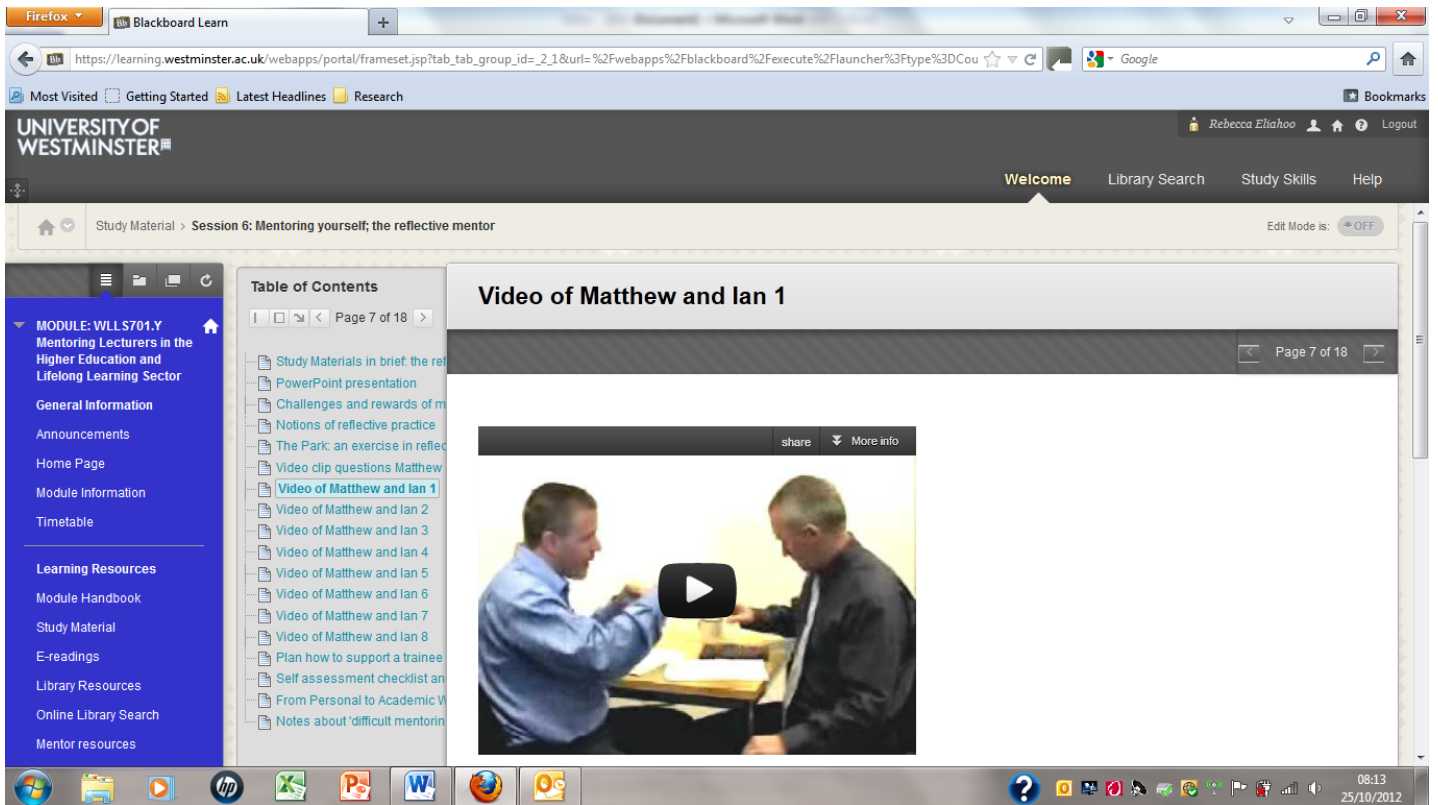 Firefox
Blackboard Learn
https://learning.westminster.ac.uk/webapps/portal/frameset.jsp?tab_tab_group_id=_2_1&url=%2Fwebapps%2Fblackboard%2Fexecute%2Flauncher%3Ftype%3DCou
Google
Most Visited Getting Started Latest Headlines Research Bookmarks
UNIVERSITY OF
WESTMINSTER
Rebecca Eliahoo Logout
Welcome Library Search Study Skills Help
Study Material > Session 6: Mentoring yourself; the reflective mentor
Edit Mode is: OFF
MODULE: WLLS701.Y
Mentoring Lecturers in the
Higher Education and
Lifelong Learning Sector
General Information
Announcements
Home Page
Module Information
Timetable
Learning Resources
Module Handbook
Study Material
E-readings
Library Resources
Online Library Search
Mentor resources
Table of Contents
Page 7 of 18
Study Materials in brief: the ref
PowerPoint presentation
Challenges and rewards of m
Notions of reflective practice
The Park: an exercise in reflec
Video clip questions Matthew
Video of Matthew and Ian 1
Video of Matthew and Ian 2
Video of Matthew and Ian 3
Video of Matthew and Ian 4
Video of Matthew and Ian 5
Video of Matthew and Ian 6
Video of Matthew and Ian 7
Video of Matthew and Ian 8
Plan how to support a trainee
Self assessment checklist an
From Personal to Academic W
Notes about 'difficult mentorin
Video of Matthew and Ian 1
Page 7 of 18
share More info
08:13
25/10/2012